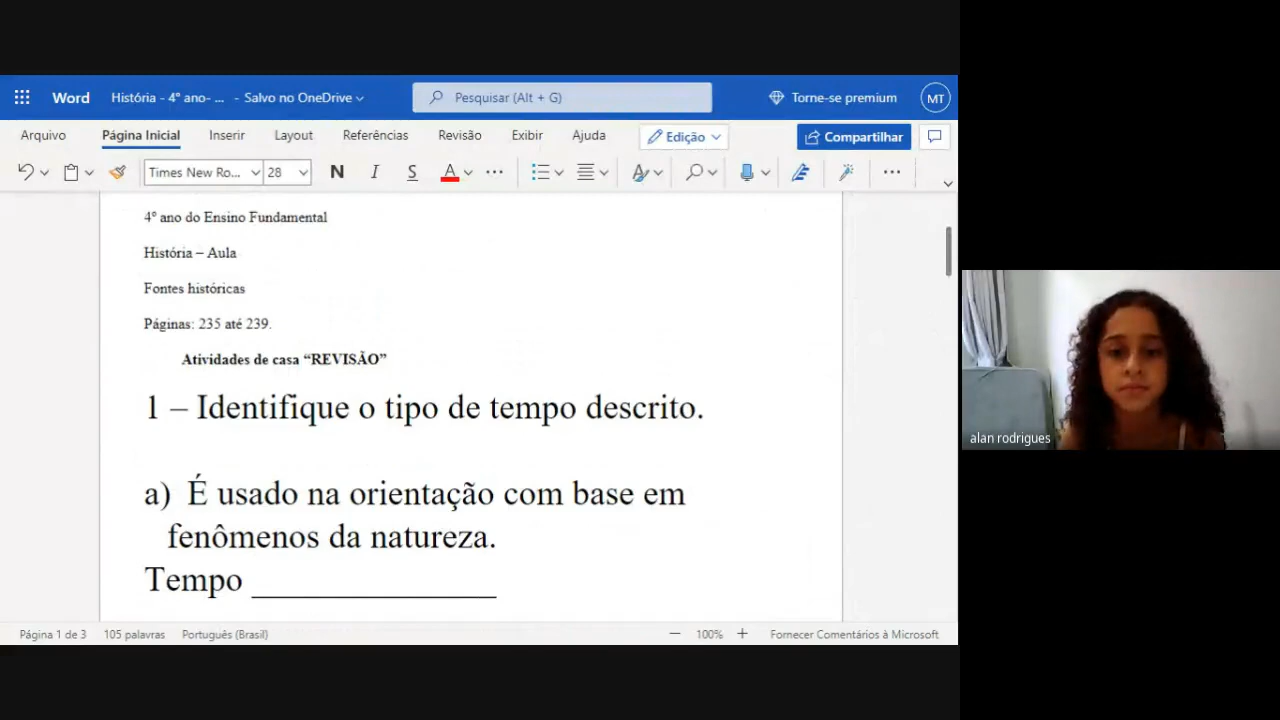 Word História - 4º ano- ... - Salvo no OneDrive Pesquisar (Alt + G) Torne-se premium MT
Arquivo Página Inicial Inserir Layout Referências Revisão Exibir Ajuda Edição Compartilhar
Times New Ro... 28 N I S A
4º ano do Ensino Fundamental
História – Aula
Fontes históricas
Páginas: 235 até 239.
Atividades de casa “REVISÃO”
1 – Identifique o tipo de tempo descrito.
a) É usado na orientação com base em
fenômenos da natureza.
Tempo _______________
alan rodrigues
Página 1 de 3 105 palavras Português (Brasil) 100% Fornecer Comentários à Microsoft